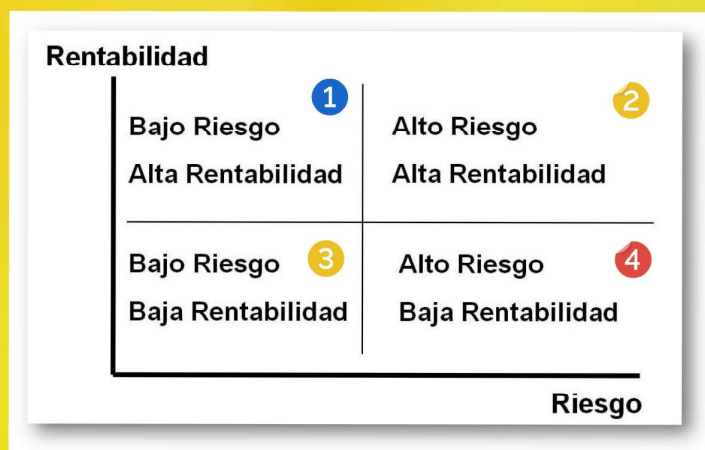 Rentabilidad
1
Bajo Riesgo
Alta Rentabilidad
2
Alto Riesgo
Alta Rentabilidad
3
Bajo Riesgo
Baja Rentabilidad
4
Alto Riesgo
Baja Rentabilidad
Riesgo